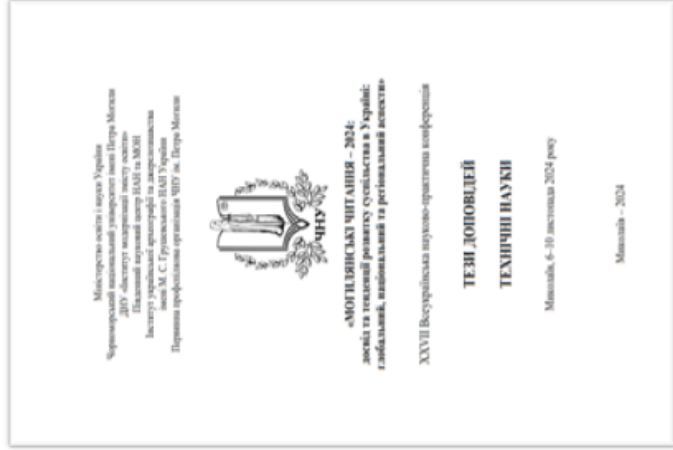 Міністерство освіти і науки України
Чорноморський національний університет імені Петра Могили
ДНУ «Інститут модернізації змісту освіти»
Південний науковий центр НАН та МОН
Інститут української археографії та джерелознавства
імені М. С. Грушевського НАН України
Первинна профспілкова організація ЧНУ ім. Петра Могили
ЧНУ
«МОГИЛЯНСЬКІ ЧИТАННЯ – 2024:
досвід та тенденції розвитку суспільства в Україні:
глобальний, національний та регіональний аспекти»
XXVII Всеукраїнська науково-практична конференція
ТЕЗИ ДОПОВІДЕЙ
ТЕХНІЧНІ НАУКИ
Миколаїв, 6–10 листопада 2024 року
Миколаїв – 2024